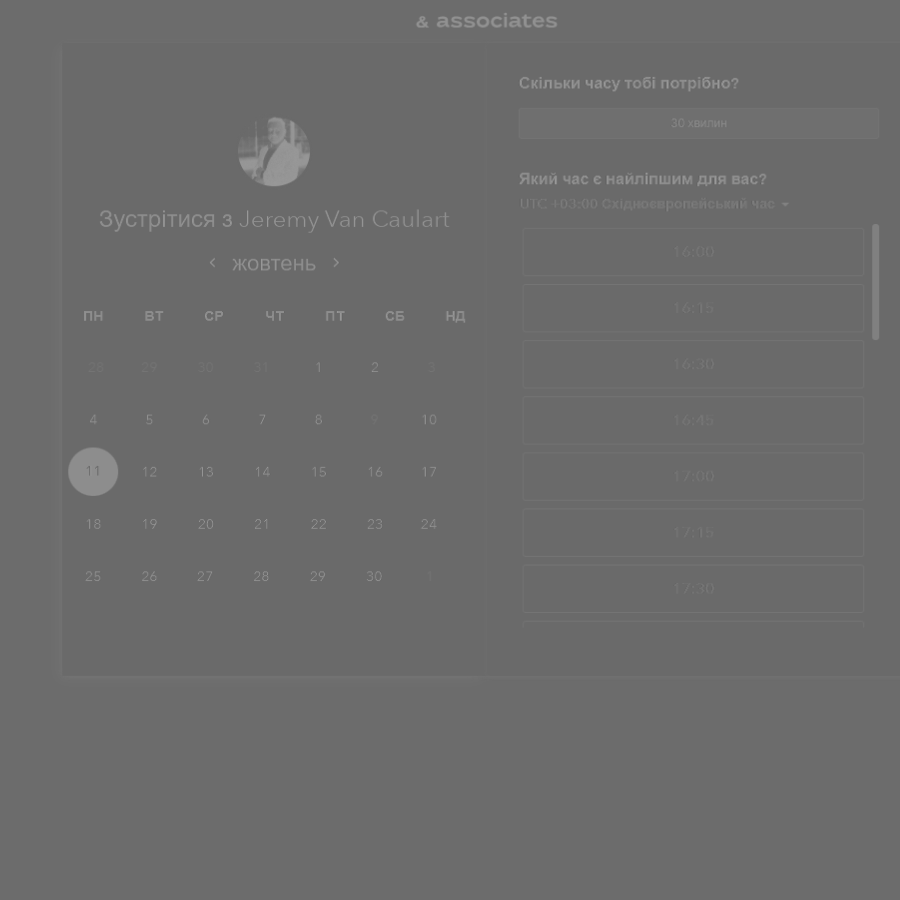 & associates
Зустрітися з Jeremy Van Caulart
жовтень
ПН ВТ СР ЧТ ПТ СБ НД
28 29 30 31 1 2 3
4 5 6 7 8 9 10
11 12 13 14 15 16 17
18 19 20 21 22 23 24
25 26 27 28 29 30 1
Скільки часу тобі потрібно?
30 хвилин
Який час є найліпшим для вас?
UTC +03:00 Східноєвропейський час
16:00
16:15
16:30
16:45
17:00
17:15
17:30